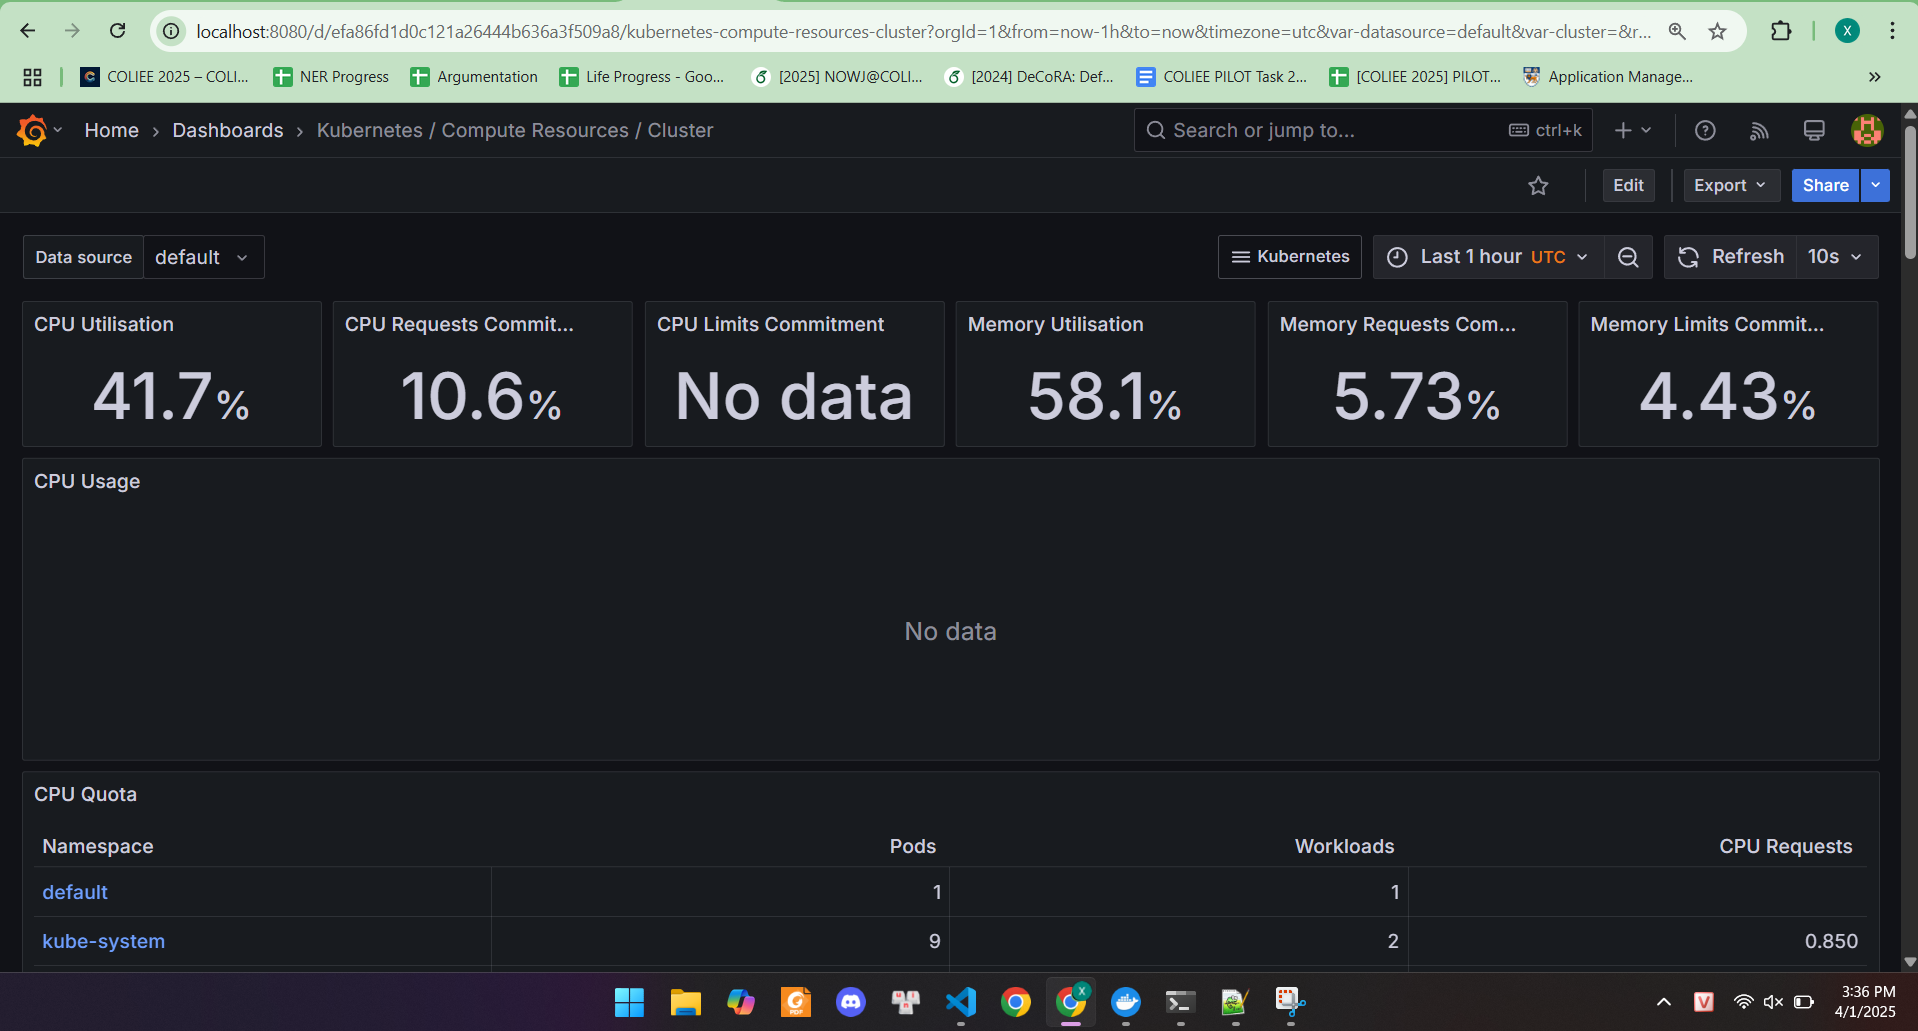 localhost:8080/d/efa86fd1d0c121a26444b636a3f509a8/kubernetes-compute-resources-cluster?orgId=1&from=now-1h&to=now&timezone=utc&var-datasource=default&var-cluster=&r...
X
COLIEE 2025 – COLI...
NER Progress
Argumentation
Life Progress - Goo...
[2025] NOWJ@COLI...
[2024] DeCoRA: Def...
COLIEE PILOT Task 2...
[COLIEE 2025] PILOT...
Application Manage...
»
Home › Dashboards › Kubernetes / Compute Resources / Cluster
Search or jump to... ctrl+k
Edit Export Share
Data source default
Kubernetes Last 1 hour UTC Refresh 10s
CPU Utilisation
41.7%
CPU Requests Commit...
10.6%
CPU Limits Commitment
No data
Memory Utilisation
58.1%
Memory Requests Com...
5.73%
Memory Limits Commit...
4.43%
CPU Usage
No data
CPU Quota
Namespace Pods Workloads CPU Requests
default 1 1
kube-system 9 2 0.850
PDF
X
V
3:36 PM
4/1/2025